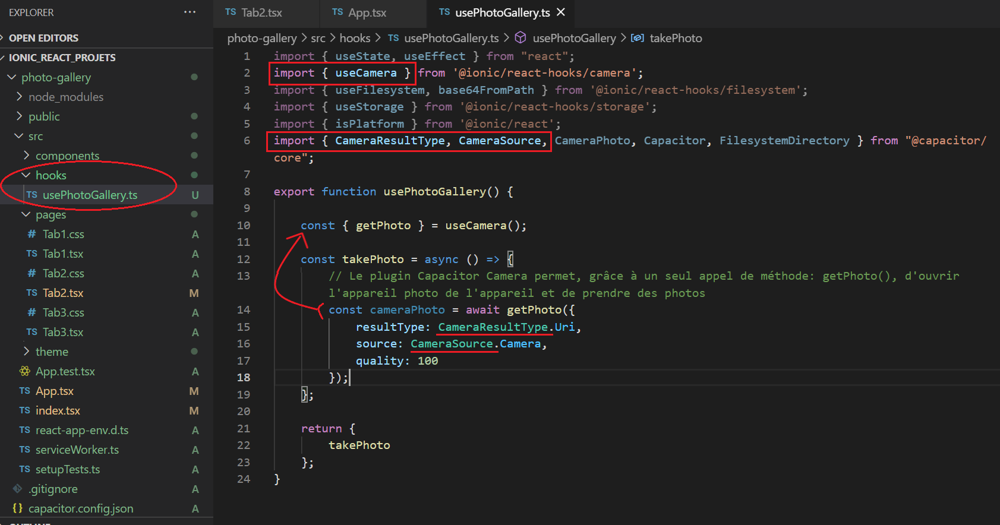 EXPLORER
···
OPEN EDITORS
IONIC_REACT_PROJETS
photo-gallery
node_modules
public
src
components
hooks
TS usePhotoGallery.ts U
pages
# Tab1.css A
TS Tab1.tsx A
# Tab2.css A
TS Tab2.tsx M
# Tab3.css A
TS Tab3.tsx A
theme
App.test.tsx A
TS App.tsx M
TS index.tsx M
TS react-app-env.d.ts A
TS serviceWorker.ts A
TS setupTests.ts A
.gitignore A
{} capacitor.config.json A
OUTLINE
TS Tab2.tsx TS App.tsx TS usePhotoGallery.ts ×
photo-gallery > src > hooks > TS usePhotoGallery.ts > usePhotoGallery > takePhoto
1 import { useState, useEffect } from "react";
2 import { useCamera } from '@ionic/react-hooks/camera';
3 import { useFilesystem, base64FromPath } from '@ionic/react-hooks/filesystem';
4 import { useStorage } from '@ionic/react-hooks/storage';
5 import { isPlatform } from '@ionic/react';
6 import { CameraResultType, CameraSource, CameraPhoto, Capacitor, FilesystemDirectory } from "@capacitor/
core";
7
8 export function usePhotoGallery() {
9
10 const { getPhoto } = useCamera();
11
12 const takePhoto = async () => {
13 // Le plugin Capacitor Camera permet, grâce à un seul appel de méthode: getPhoto(), d'ouvrir
l'appareil photo de l'appareil et de prendre des photos
14 const cameraPhoto = await getPhoto({
15 resultType: CameraResultType.Uri,
16 source: CameraSource.Camera,
17 quality: 100
18 });
19 };
20
21 return {
22 takePhoto
23 };
24 }